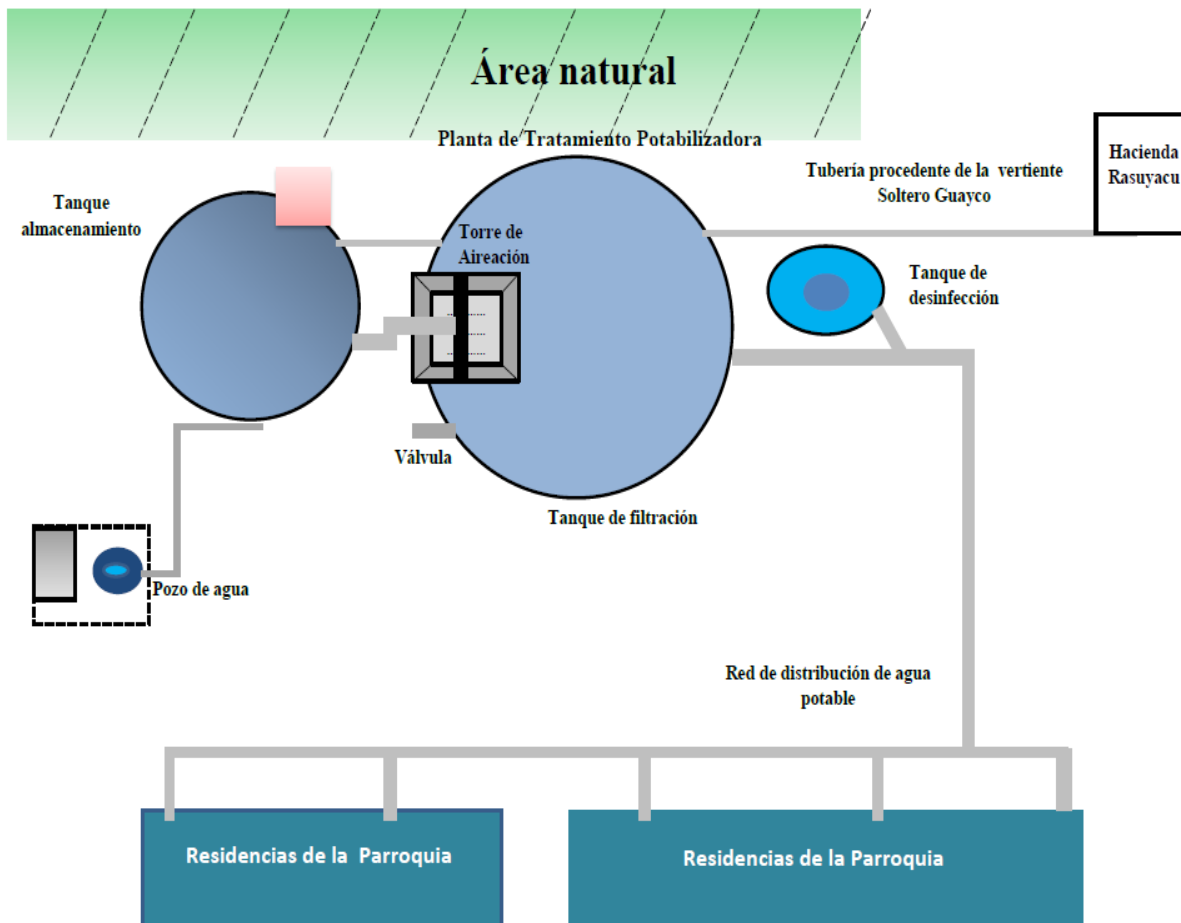 Área natural
Planta de Tratamiento Potabilizadora
Hacienda
Rasuyacu
Tubería procedente de la vertiente
Soltero Guayco
Tanque
almacenamiento
Torre de
Aireación
Tanque de
desinfección
Válvula
Tanque de filtración
Pozo de agua
Red de distribución de agua
potable
Residencias de la Parroquia
Residencias de la Parroquia